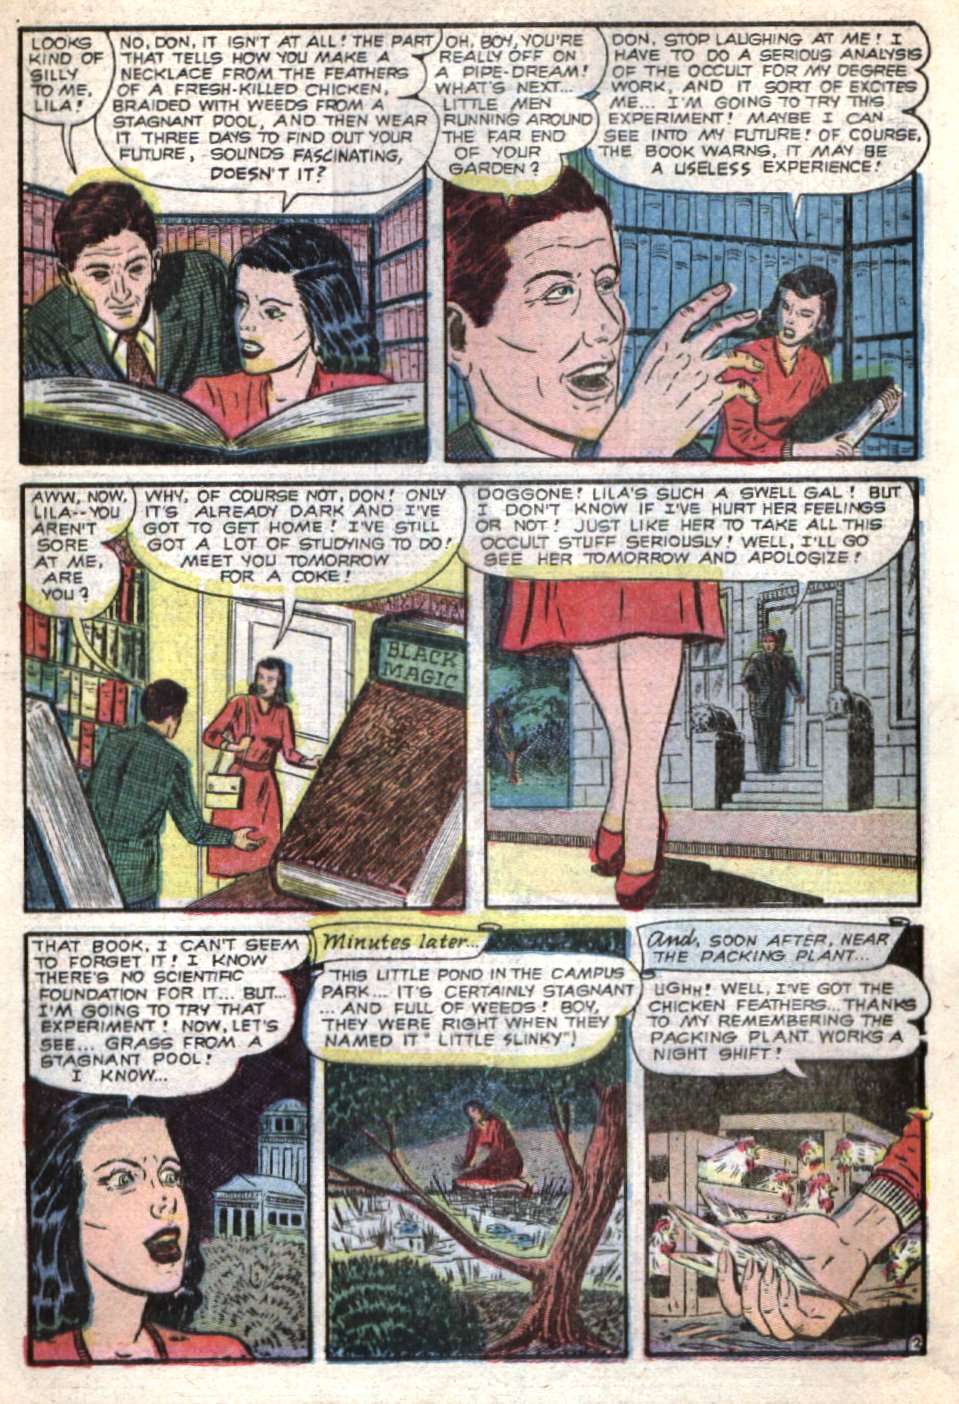 LOOKS
KIND OF
SILLY
TO ME,
LILA!
NO, DON, IT ISN'T AT ALL! THE PART
THAT TELLS HOW YOU MAKE A
NECKLACE FROM THE FEATHERS
OF A FRESH-KILLED CHICKEN,
BRAIDED WITH WEEDS FROM A
STAGNANT POOL, AND THEN WEAR
IT THREE DAYS TO FIND OUT YOUR
FUTURE, SOUNDS FASCINATING,
DOESN'T IT?
OH, BOY, YOU'RE
REALLY OFF ON
A PIPE-DREAM!
WHAT'S NEXT...
LITTLE MEN
RUNNING AROUND
THE FAR END
OF YOUR
GARDEN?
DON, STOP LAUGHING AT ME! I
HAVE TO DO A SERIOUS ANALYSIS
OF THE OCCULT FOR MY DEGREE
WORK, AND IT SORT OF EXCITES
ME... I'M GOING TO TRY THIS
EXPERIMENT! MAYBE I CAN
SEE INTO MY FUTURE! OF COURSE,
THE BOOK WARNS, IT MAY BE
A USELESS EXPERIENCE!
AWW, NOW,
LILA--YOU
AREN'T
SORE
AT ME,
ARE
YOU?
WHY, OF COURSE NOT, DON! ONLY
IT'S ALREADY DARK AND I'VE
GOT TO GET HOME! I'VE STILL
GOT A LOT OF STUDYING TO DO!
MEET YOU TOMORROW
FOR A COKE!
BLACK
MAGIC
DOGGONE! LILA'S SUCH A SWELL GAL! BUT
I DON'T KNOW IF I'VE HURT HER FEELINGS
OR NOT! JUST LIKE HER TO TAKE ALL THIS
OCCULT STUFF SERIOUSLY! WELL, I'LL GO
SEE HER TOMORROW AND APOLOGIZE!
THAT BOOK, I CAN'T SEEM
TO FORGET IT! I KNOW
THERE'S NO SCIENTIFIC
FOUNDATION FOR IT... BUT...
I'M GOING TO TRY THAT
EXPERIMENT! NOW, LET'S
SEE... GRASS FROM A
STAGNANT POOL!
I KNOW...
Minutes later...
THIS LITTLE POND IN THE CAMPUS
PARK... IT'S CERTAINLY STAGNANT
...AND FULL OF WEEDS! BOY,
THEY WERE RIGHT WHEN THEY
NAMED IT "LITTLE SLINKY"!
And, SOON AFTER, NEAR
THE PACKING PLANT...
UGHH! WELL, I'VE GOT THE
CHICKEN FEATHERS... THANKS
TO MY REMEMBERING THE
PACKING PLANT WORKS A
NIGHT SHIFT!
2